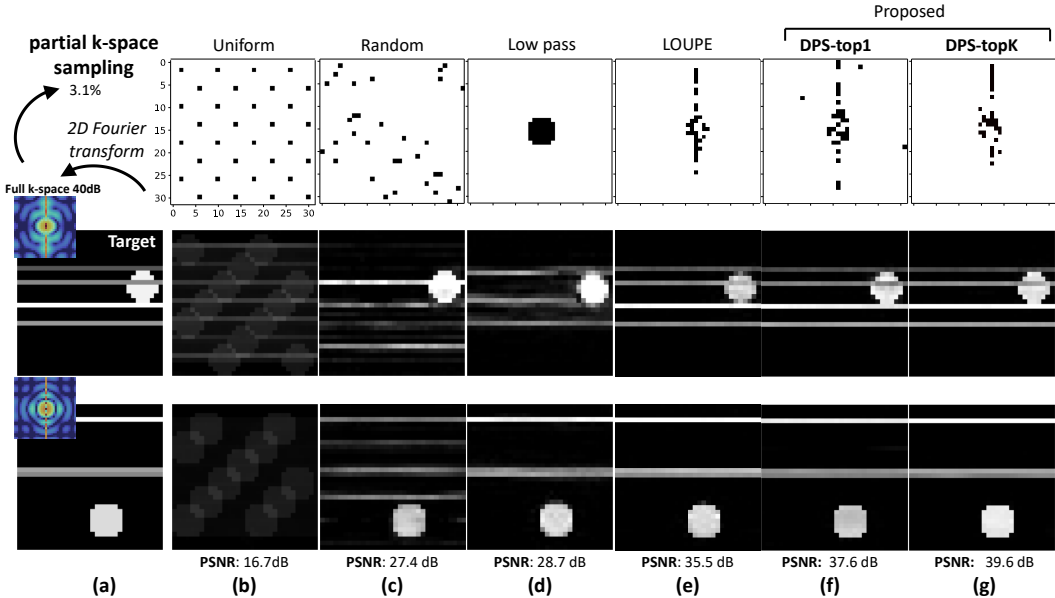 Proposed
partial k-space
sampling
3.1%
2D Fourier
transform
Full k-space 40dB
Uniform
Random
Low pass
LOUPE
DPS-top1
DPS-topK
0
5
10
15
20
25
30
0 5 10 15 20 25 30
Target
PSNR: 16.7dB
PSNR: 27.4 dB
PSNR: 28.7 dB
PSNR: 35.5 dB
PSNR: 37.6 dB
PSNR: 39.6 dB
(a)
(b)
(c)
(d)
(e)
(f)
(g)